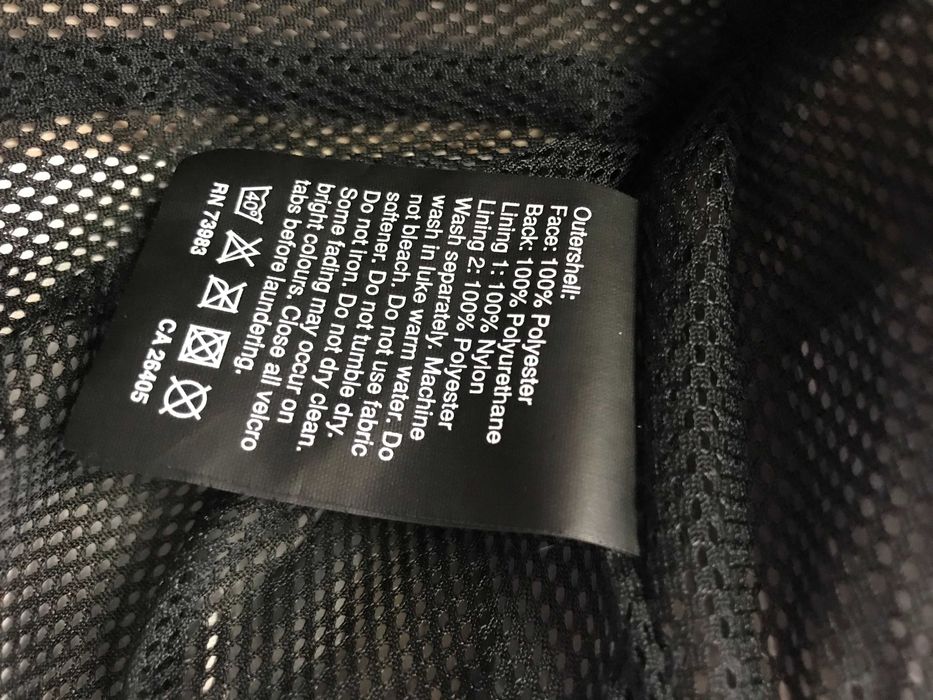 Outershell:
Face: 100% Polyester
Back: 100% Polyurethane
Lining 1: 100% Nylon
Lining 2: 100% Polyester
Wash separately. Machine
wash in luke warm water. Do
not bleach. Do not use fabric
softener. Do not tumble dry.
Do not iron. Do not dry clean.
Some fading may occur on
bright colours. Close all velcro
tabs before laundering.
40°
RN 73983 CA 26405